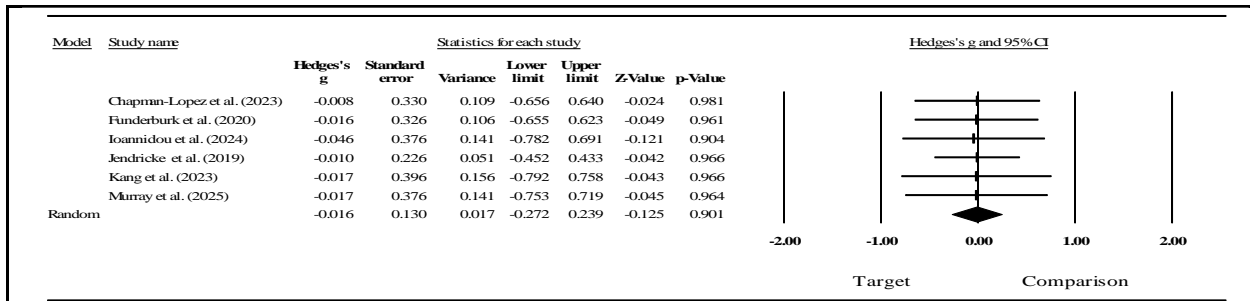 Model Study name Statistics for each study Hedges's g and 95% CI
Hedges's Standard Lower Upper
g error Variance limit limit Z-Value p-Value
Chapman-Lopez et al. (2023) -0.008 0.330 0.109 -0.656 0.640 -0.024 0.981
Funderburk et al. (2020) -0.016 0.326 0.106 -0.655 0.623 -0.049 0.961
Ioannidou et al. (2024) -0.046 0.376 0.141 -0.782 0.691 -0.121 0.904
Jendricke et al. (2019) -0.010 0.226 0.051 -0.452 0.433 -0.042 0.966
Kang et al. (2023) -0.017 0.396 0.156 -0.792 0.758 -0.043 0.966
Murray et al. (2025) -0.017 0.376 0.141 -0.753 0.719 -0.045 0.964
Random -0.016 0.130 0.017 -0.272 0.239 -0.125 0.901
-2.00 -1.00 0.00 1.00 2.00
Target Comparison